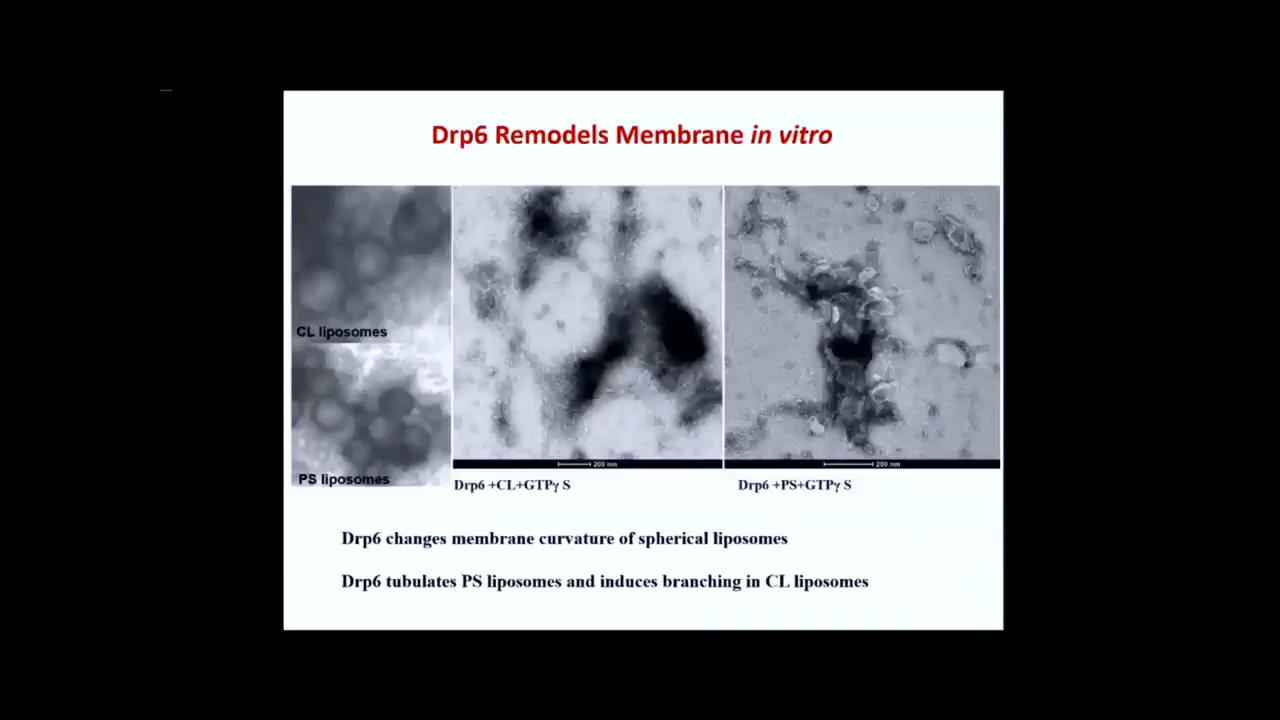 Drp6 Remodels Membrane in vitro
CL liposomes
PS liposomes
200 nm
200 nm
Drp6 +CL+GTPγ S
Drp6 +PS+GTPγ S
Drp6 changes membrane curvature of spherical liposomes
Drp6 tubulates PS liposomes and induces branching in CL liposomes